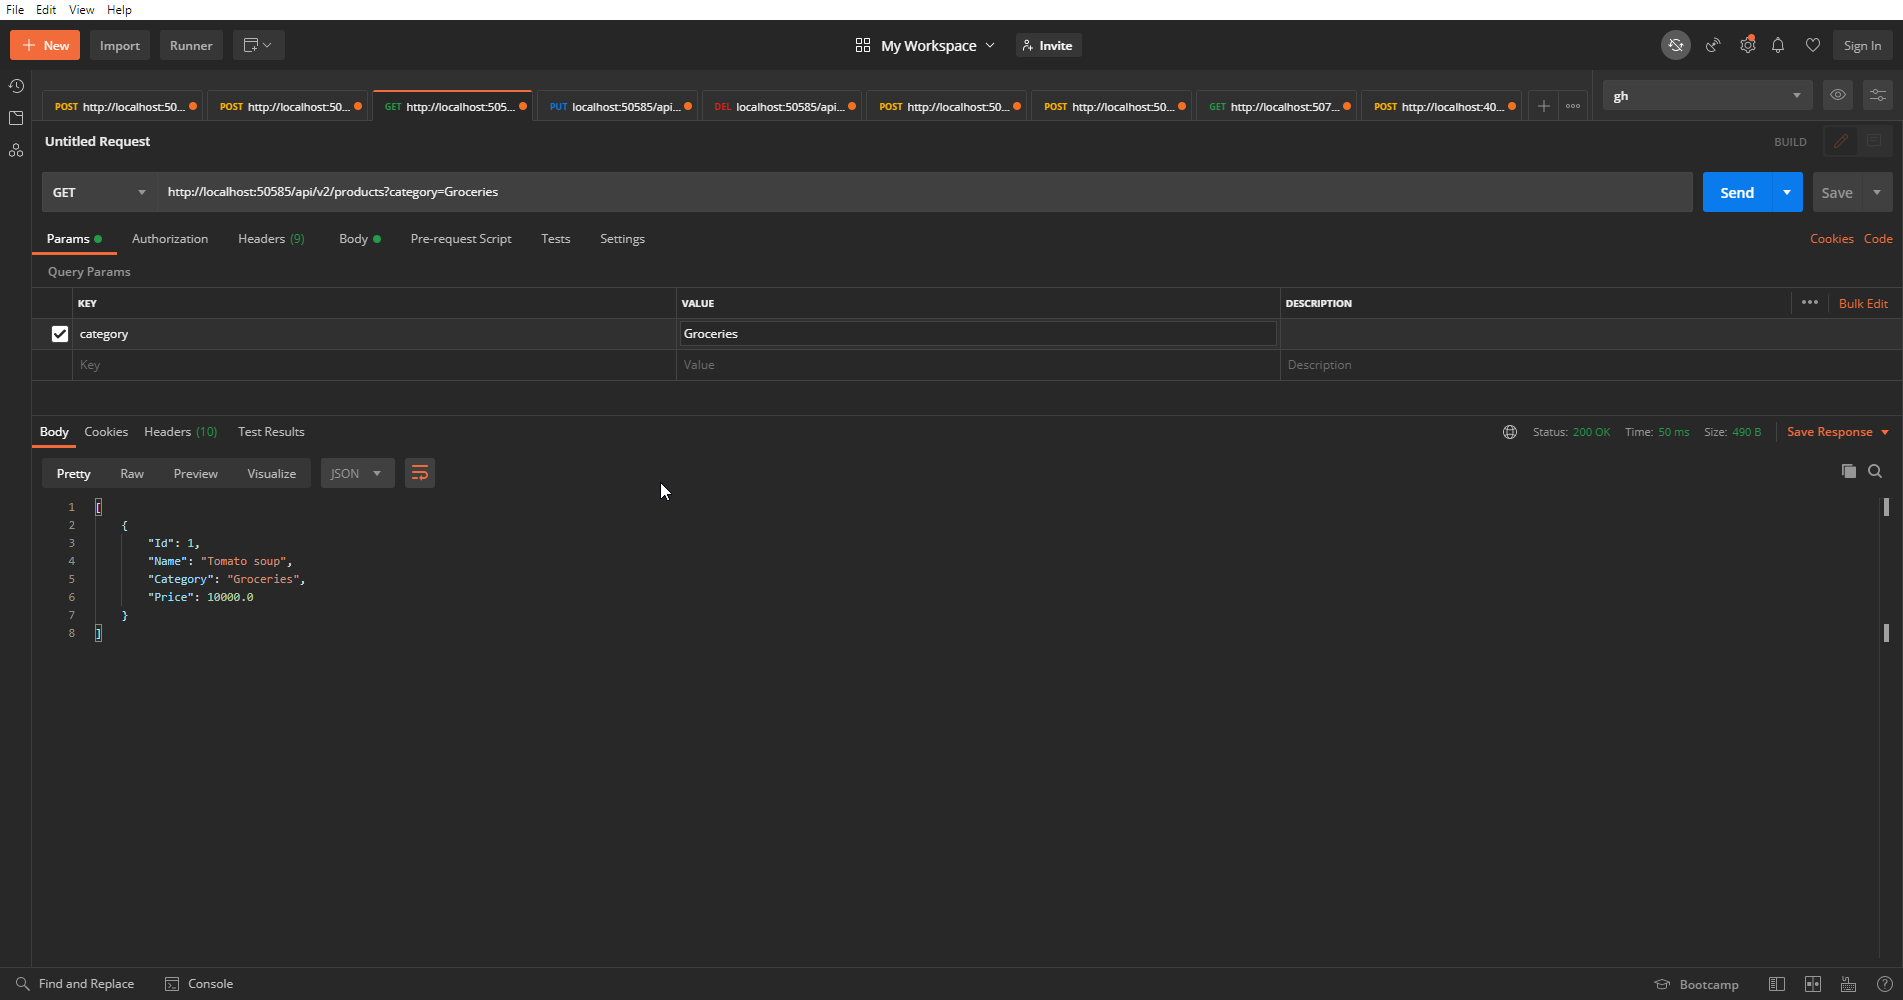 File Edit View Help
New Import Runner My Workspace Invite Sign In
POST http://localhost:50... POST http://localhost:50... GET http://localhost:505... PUT localhost:50585/api... DEL localhost:50585/api... POST http://localhost:50... POST http://localhost:50... GET http://localhost:507... POST http://localhost:40... gh
Untitled Request BUILD
GET http://localhost:50585/api/v2/products?category=Groceries Send Save
Params Authorization Headers (9) Body Pre-request Script Tests Settings Cookies Code
Query Params
KEY VALUE DESCRIPTION Bulk Edit
category Groceries
Key Value Description
Body Cookies Headers (10) Test Results Status: 200 OK Time: 50 ms Size: 490 B Save Response
Pretty Raw Preview Visualize JSON
1 [
2 {
3 "Id": 1,
4 "Name": "Tomato soup",
5 "Category": "Groceries",
6 "Price": 10000.0
7 }
8 ]
Find and Replace Console Bootcamp